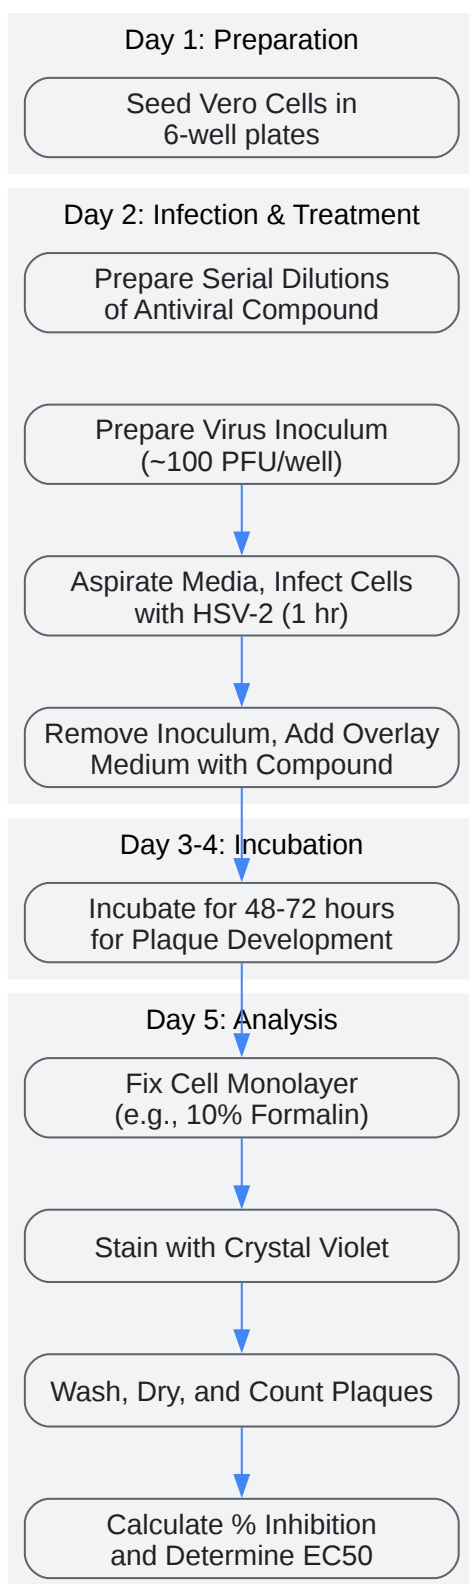 Day 1: Preparation
Seed Vero Cells in
6-well plates
Day 2: Infection & Treatment
Prepare Serial Dilutions
of Antiviral Compound
Prepare Virus Inoculum
(~100 PFU/well)
Aspirate Media, Infect Cells
with HSV-2 (1 hr)
Remove Inoculum, Add Overlay
Medium with Compound
Day 3-4: Incubation
Incubate for 48-72 hours
for Plaque Development
Day 5: Analysis
Fix Cell Monolayer
(e.g., 10% Formalin)
Stain with Crystal Violet
Wash, Dry, and Count Plaques
Calculate % Inhibition
and Determine EC50